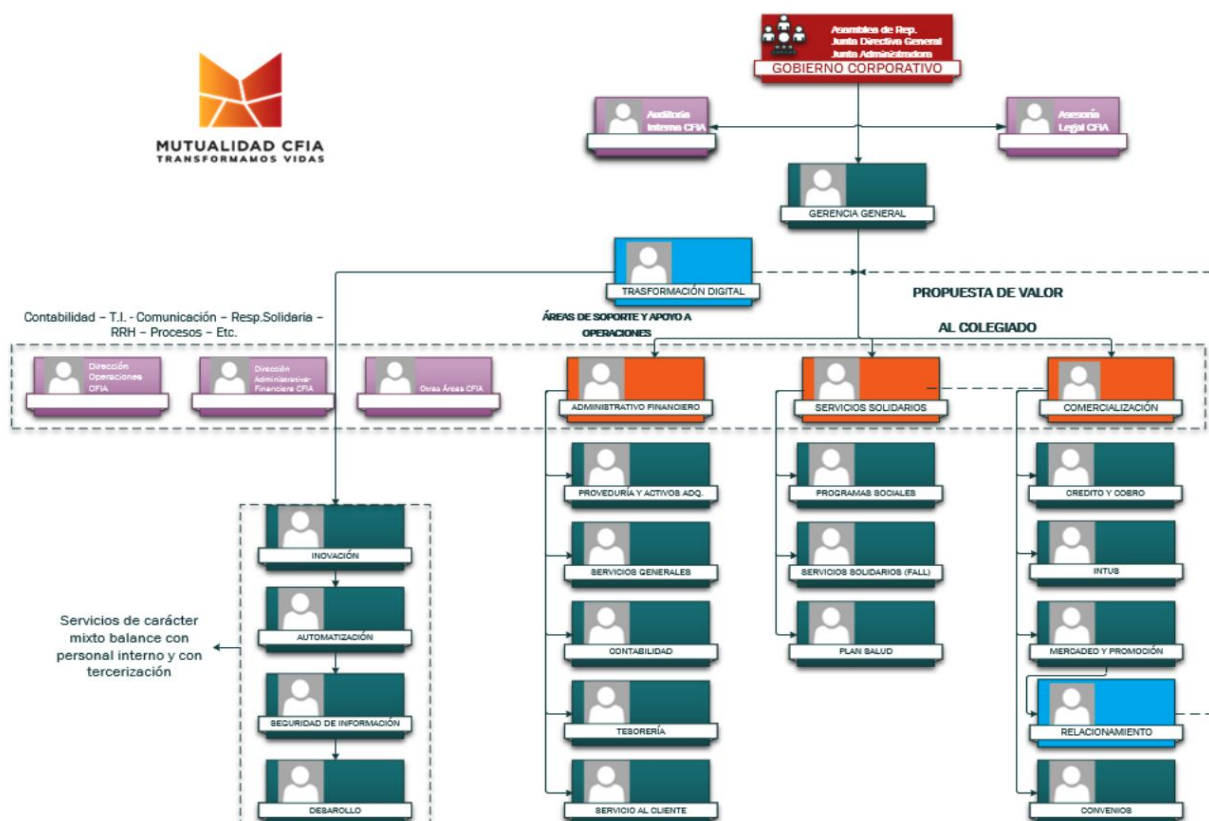 Asamblea de Rep.
Junta Directiva General
Junta Administradora
GOBIERNO CORPORATIVO
MUTUALIDAD CFIA
TRANSFORMAMOS VIDAS
Auditoría
Interna CFIA
Asesoría
Legal CFIA
GERENCIA GENERAL
TRASFORMACIÓN DIGITAL
PROPUESTA DE VALOR
AL COLEGIADO
ÁREAS DE SOPORTE Y APOYO A
OPERACIONES
Contabilidad – T.I. - Comunicación – Resp.Solidaria –
RRH – Procesos – Etc.
Dirección
Operaciones
CFIA
Dirección
Administrativa-
Financiera CFIA
Otras Áreas CFIA
ADMINISTRATIVO FINANCIERO
SERVICIOS SOLIDARIOS
COMERCIALIZACIÓN
PROVEDURÍA Y ACTIVOS ADQ.
PROGRAMAS SOCIALES
CREDITO Y COBRO
INOVACIÓN
SERVICIOS GENERALES
SERVICIOS SOLIDARIOS (FALL)
INTUS
Servicios de carácter
mixto balance con
personal interno y con
tercerización
AUTOMATIZACIÓN
CONTABILIDAD
PLAN SALUD
MERCADEO Y PROMOCIÓN
SEGURIDAD DE INFORMACIÓN
TESORERÍA
RELACIONAMIENTO
DESAROLLO
SERVICIO AL CLIENTE
CONVENIOS